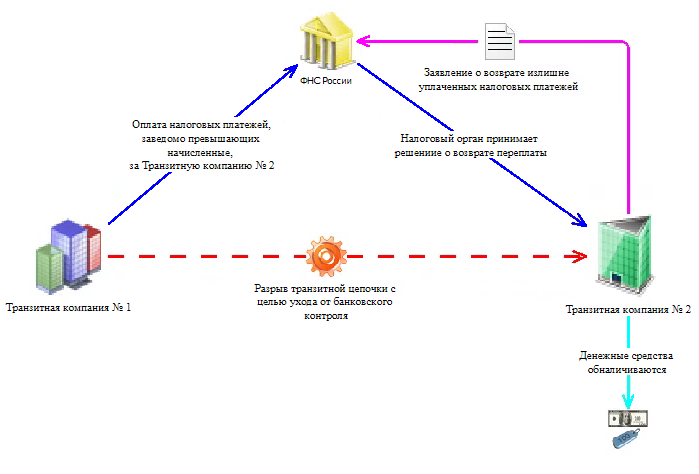 ФНС России
Заявление о возврате излишне
уплаченных налоговых платежей
Оплата налоговых платежей,
заведомо превышающих
начисленные,
за Транзитную компанию № 2
Налоговый орган принимает
решениие о возврате переплаты
Транзитная компания № 1
Разрыв транзитной цепочки с
целью ухода от банковского
контроля
Транзитная компания № 2
Денежные средства
обналичиваются